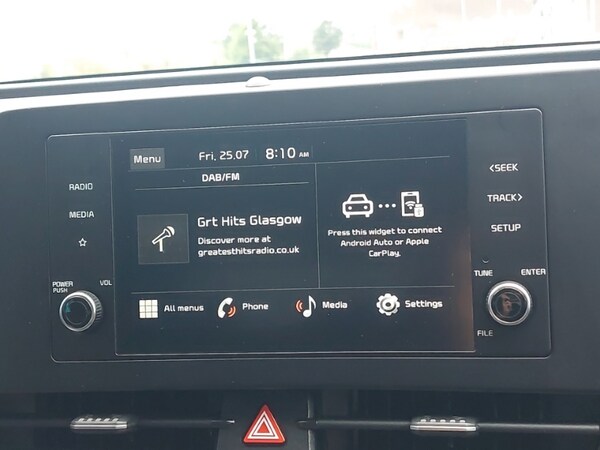 Menu
Fri, 25.07
8:10 AM
DAB/FM
Grt Hits Glasgow
Discover more at
greatesthitsradio.co.uk
Press this widget to connect
Android Auto or Apple
CarPlay.
All menus
Phone
Media
Settings
RADIO
MEDIA
POWER
PUSH
VOL
<SEEK
TRACK>
SETUP
TUNE
ENTER
FILE